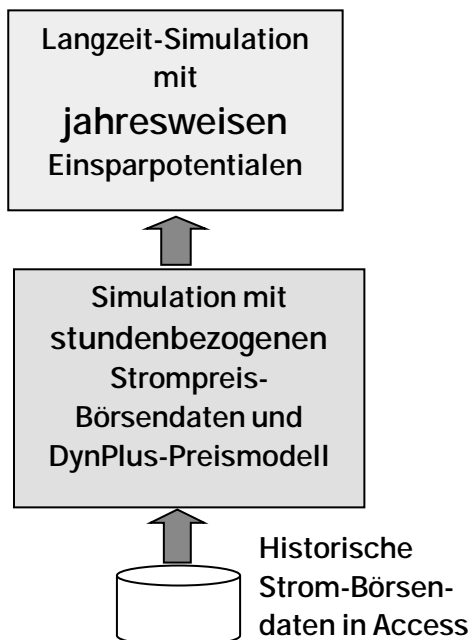 Langzeit-Simulation
mit
jahresweisen
Einsparpotentialen
Simulation mit
stundenbezogenen
Strompreis-
Börsendaten und
DynPlus-Preismodell
Historische
Strom-Börsen-
daten in Access